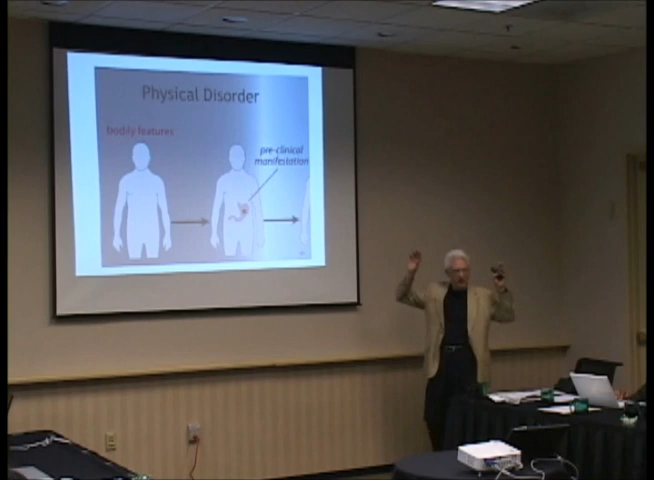 Physical Disorder
bodily features
pre-clinical
manifestation